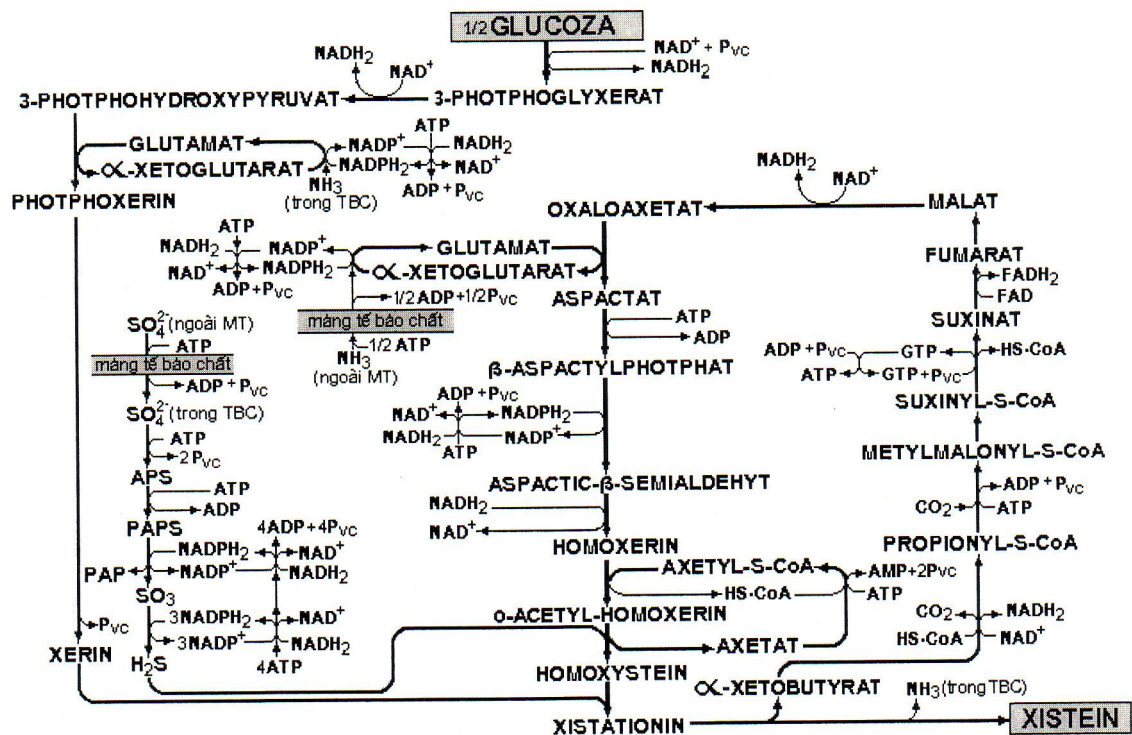 1/2 GLUCOZA
NAD⁺ + Pvc
NADH₂
NADH₂
NAD⁺
3-PHOTPHOHYDROXYPYRUVAT
3-PHOTPHOGLYXERAT
GLUTAMAT
α-XETOGLUTARAT
NADP⁺
NADPH₂
NH₃
(trong TBC)
ATP
NADH₂
NAD⁺
ADP + Pvc
PHOTPHOXERIN
NADH₂
NAD⁺
OXALOAXETAT
MALAT
ATP
NADH₂
NADP⁺
NAD⁺
NADPH₂
ADP+Pvc
GLUTAMAT
α-XETOGLUTARAT
FUMARAT
FADH₂
FAD
1/2 ADP+1/2Pvc
màng tế bào chất
1/2 ATP
NH₃
(ngoài MT)
ASPACTAT
ATP
ADP
SUXINAT
SO₄²⁻ (ngoài MT)
ATP
màng tế bào chất
ADP + Pvc
SO₄²⁻ (trong TBC)
ADP+Pvc
GTP
HS-CoA
ATP
GTP+Pvc
β-ASPACTYLPHOTPHAT
SUXINYL-S-CoA
ADP+Pvc
NAD⁺
NADPH₂
NADH₂
NADP⁺
ATP
ATP
2Pvc
METYLMALONYL-S-CoA
APS
ATP
ADP
ASPACTIC-β-SEMIALDEHYT
ADP + Pvc
CO₂
ATP
NADH₂
NAD⁺
PAPS
4ADP+4Pvc
NADPH₂
NAD⁺
PAP
NADP⁺
NADH₂
HOMOXERIN
PROPIONYL-S-CoA
AXETYL-S-CoA
AMP+2Pvc
HS-CoA
ATP
SO₃
3NADPH₂
NAD⁺
3NADP⁺
NADH₂
4ATP
o-ACETYL-HOMOXERIN
CO₂
NADH₂
HS-CoA
NAD⁺
Pvc
XERIN
H₂S
AXETAT
HOMOXYSTEIN
α-XETOBUTYRAT
NH₃ (trong TBC)
XISTATIONIN
XISTEIN